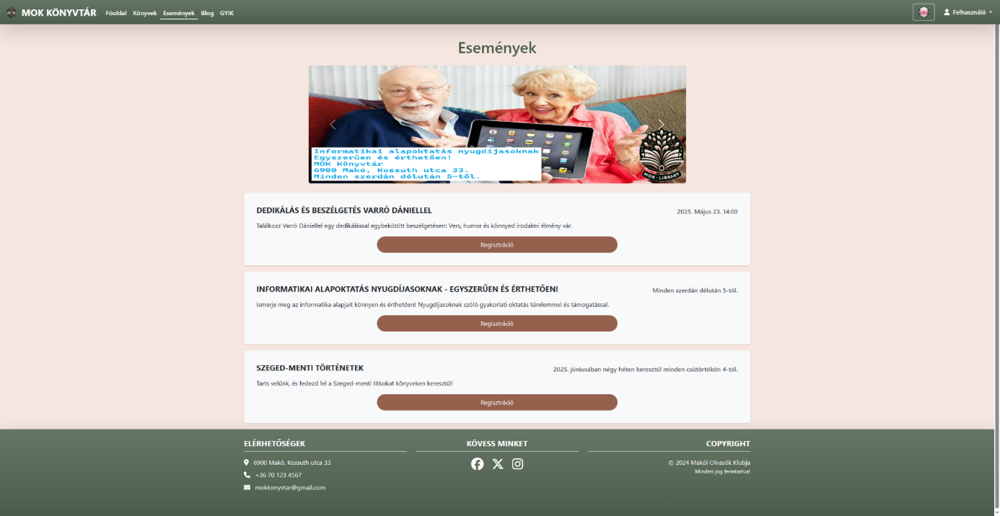 MOK KÖNYVTÁR
Főoldal
Könyvek
Események
Blog
GYIK
Felhasználó
Események
Informatikai alapoktatás nyugdíjasoknak
Egyszerűen és érthetően!
MOK Könyvtár
6900 Makó, Kossuth utca 33.
Minden szerdán délután 5-től.
MOK · LIBRARY
DEDIKÁLÁS ÉS BESZÉLGETÉS VARRÓ DÁNIELLEL
2025. Május 23. 14:00
Találkozz Varró Dániellel egy dedikálással egybekötött beszélgetésen! Vers, humor és könnyed irodalmi élmény vár.
Regisztráció
INFORMATIKAI ALAPOKTATÁS NYUGDÍJASOKNAK - EGYSZERŰEN ÉS ÉRTHETŐEN!
Minden szerdán délután 5-től.
Ismerje meg az informatika alapjait könnyen és érthetően! Nyugdíjasoknak szóló gyakorlati oktatás türelemmel és támogatással.
Regisztráció
SZEGED-MENTI TÖRTÉNETEK
2025. júniusában négy héten keresztül minden csütörtökön 4-től.
Tarts velünk, és fedezd fel a Szeged-menti titkokat könyveken keresztül!
Regisztráció
ELÉRHETŐSÉGEK
6900 Makó, Kossuth utca 33
+36 70 123 4567
mokkonyvtar@gmail.com
KÖVESS MINKET
COPYRIGHT
© 2024 Makói Olvasók Klubja
Minden jog fenntartva!